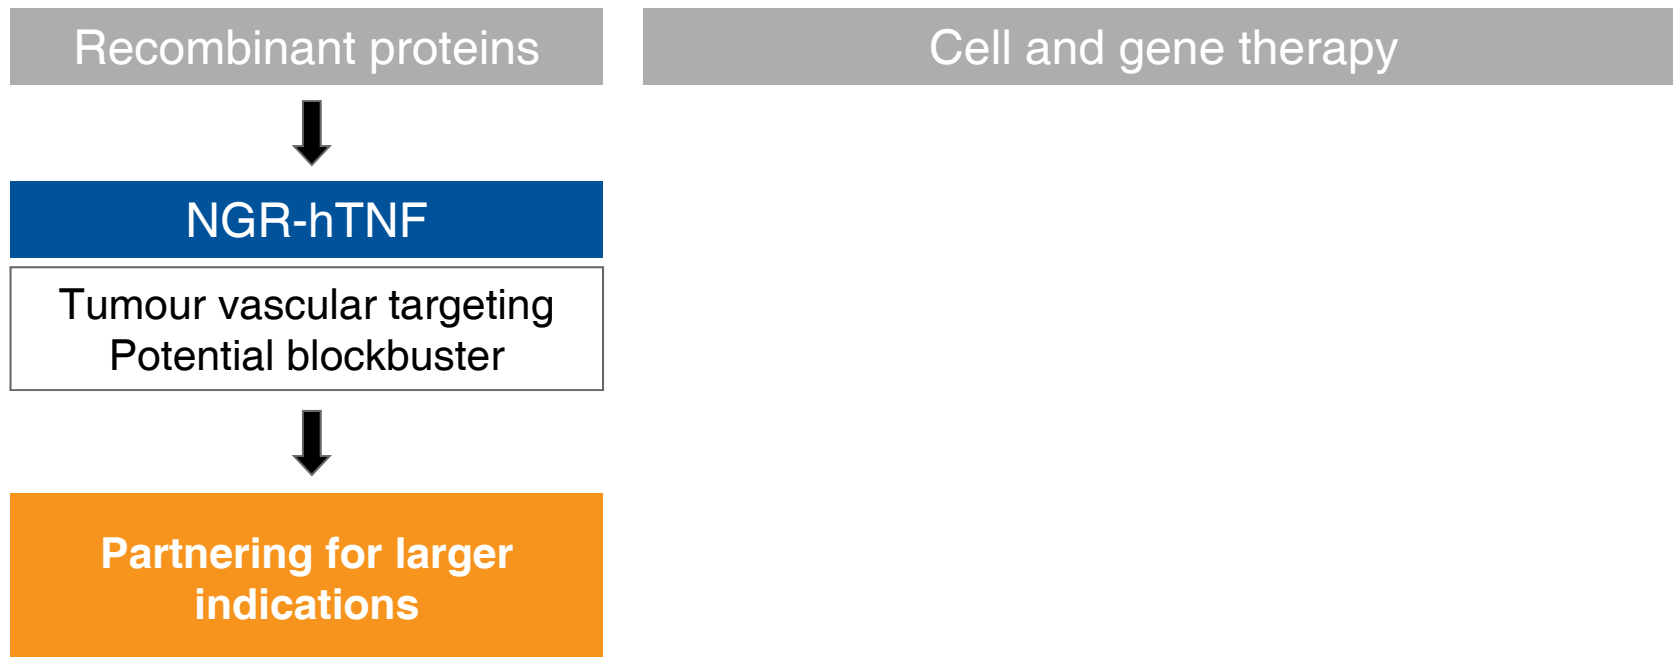 Recombinant proteins
Cell and gene therapy
NGR-hTNF
Tumour vascular targeting
Potential blockbuster
Partnering for larger
indications